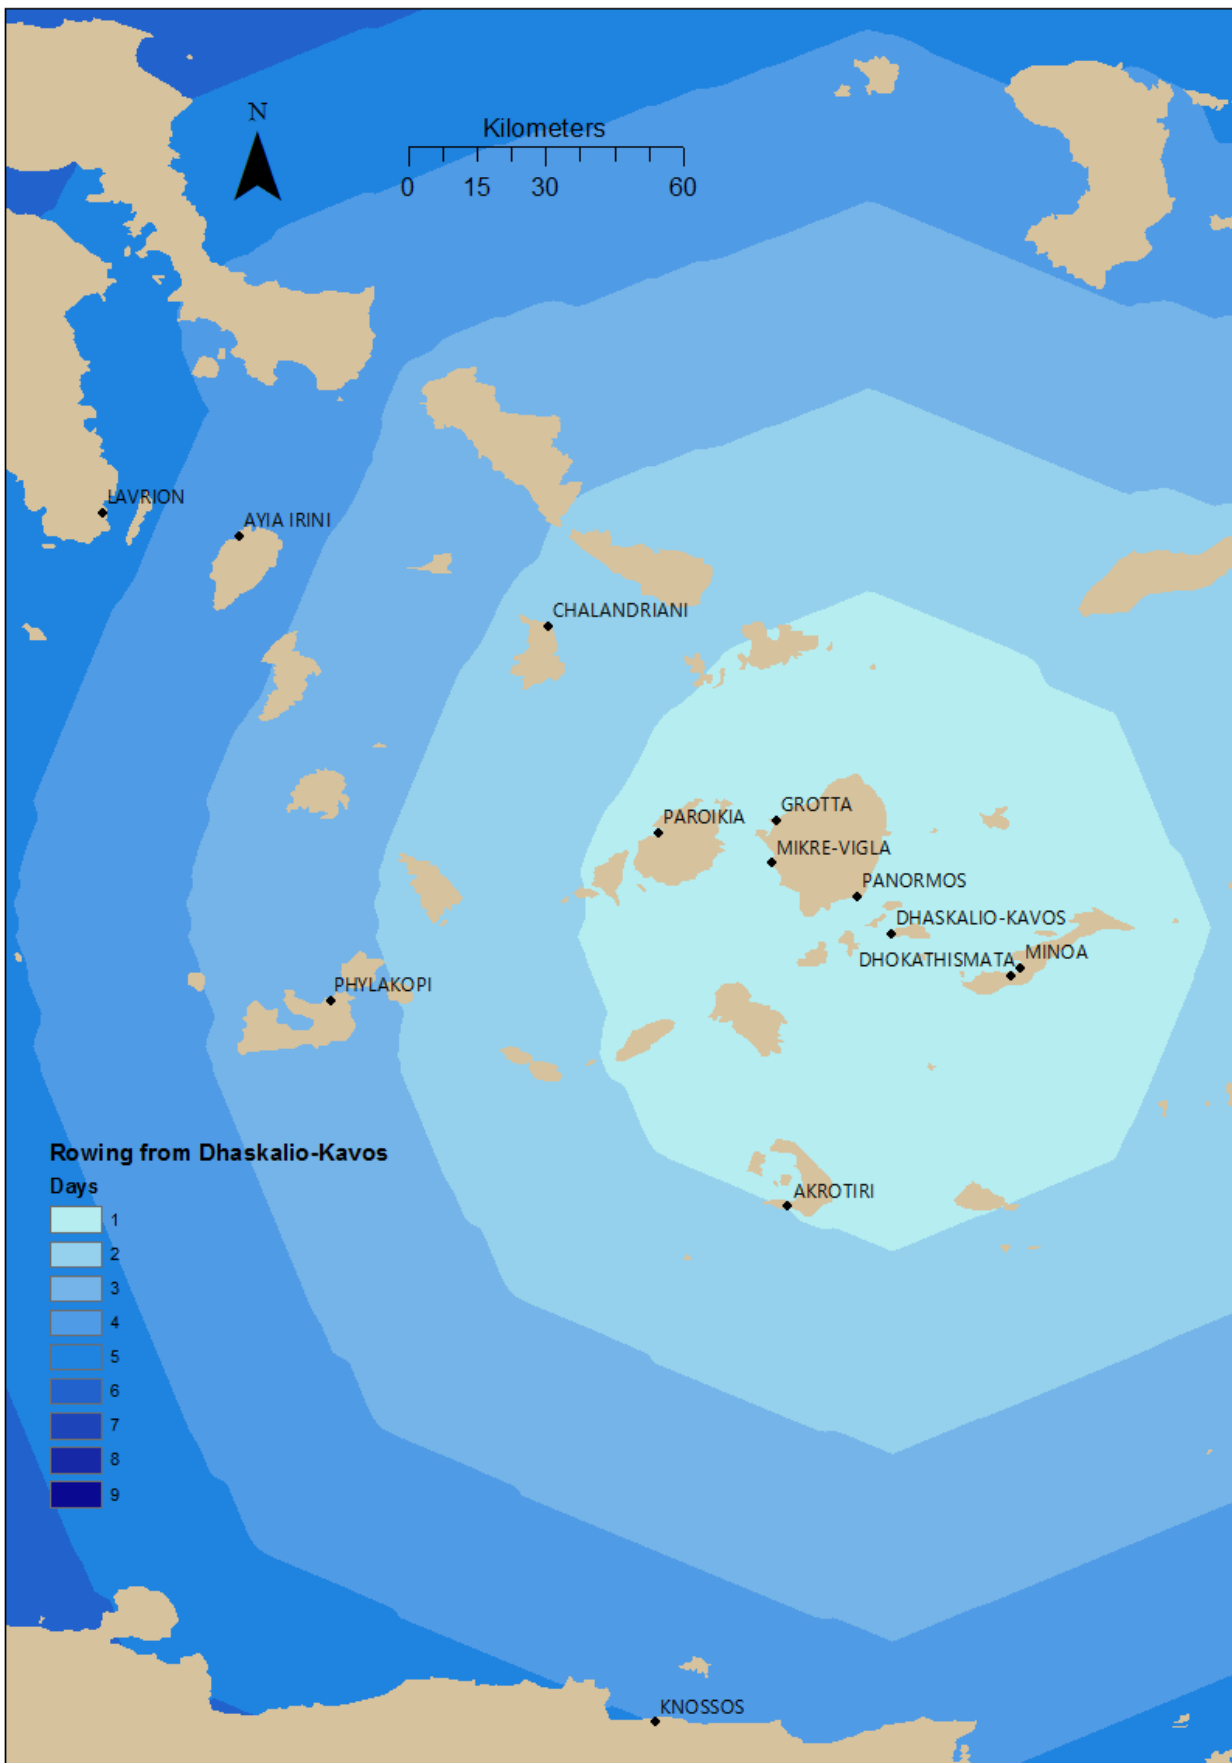 N
Kilometers
0 15 30 60
LAVRION
AYIA IRINI
CHALANDRIANI
GROTTA
PAROIKIA
MIKRE-VIGLA
PANORMOS
DHASKALIO-KAVOS
MINOA
DHOKATHISMATA
PHYLAKOPI
Rowing from Dhaskalio-Kavos
Days
1
2
3
4
5
6
7
8
9
AKROTIRI
KNOSSOS